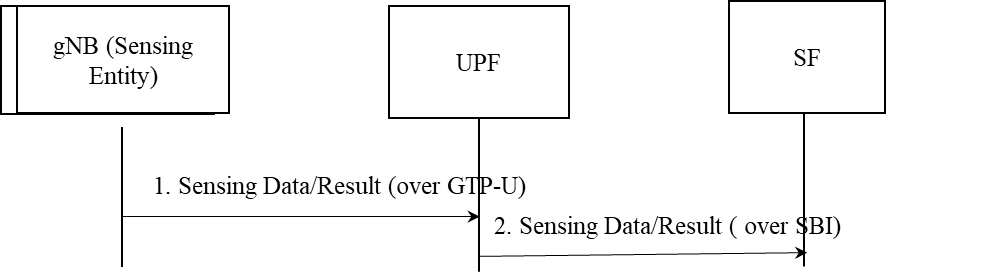 gNB (Sensing
Entity)
UPF
SF
1. Sensing Data/Result (over GTP-U)
2. Sensing Data/Result ( over SBI)